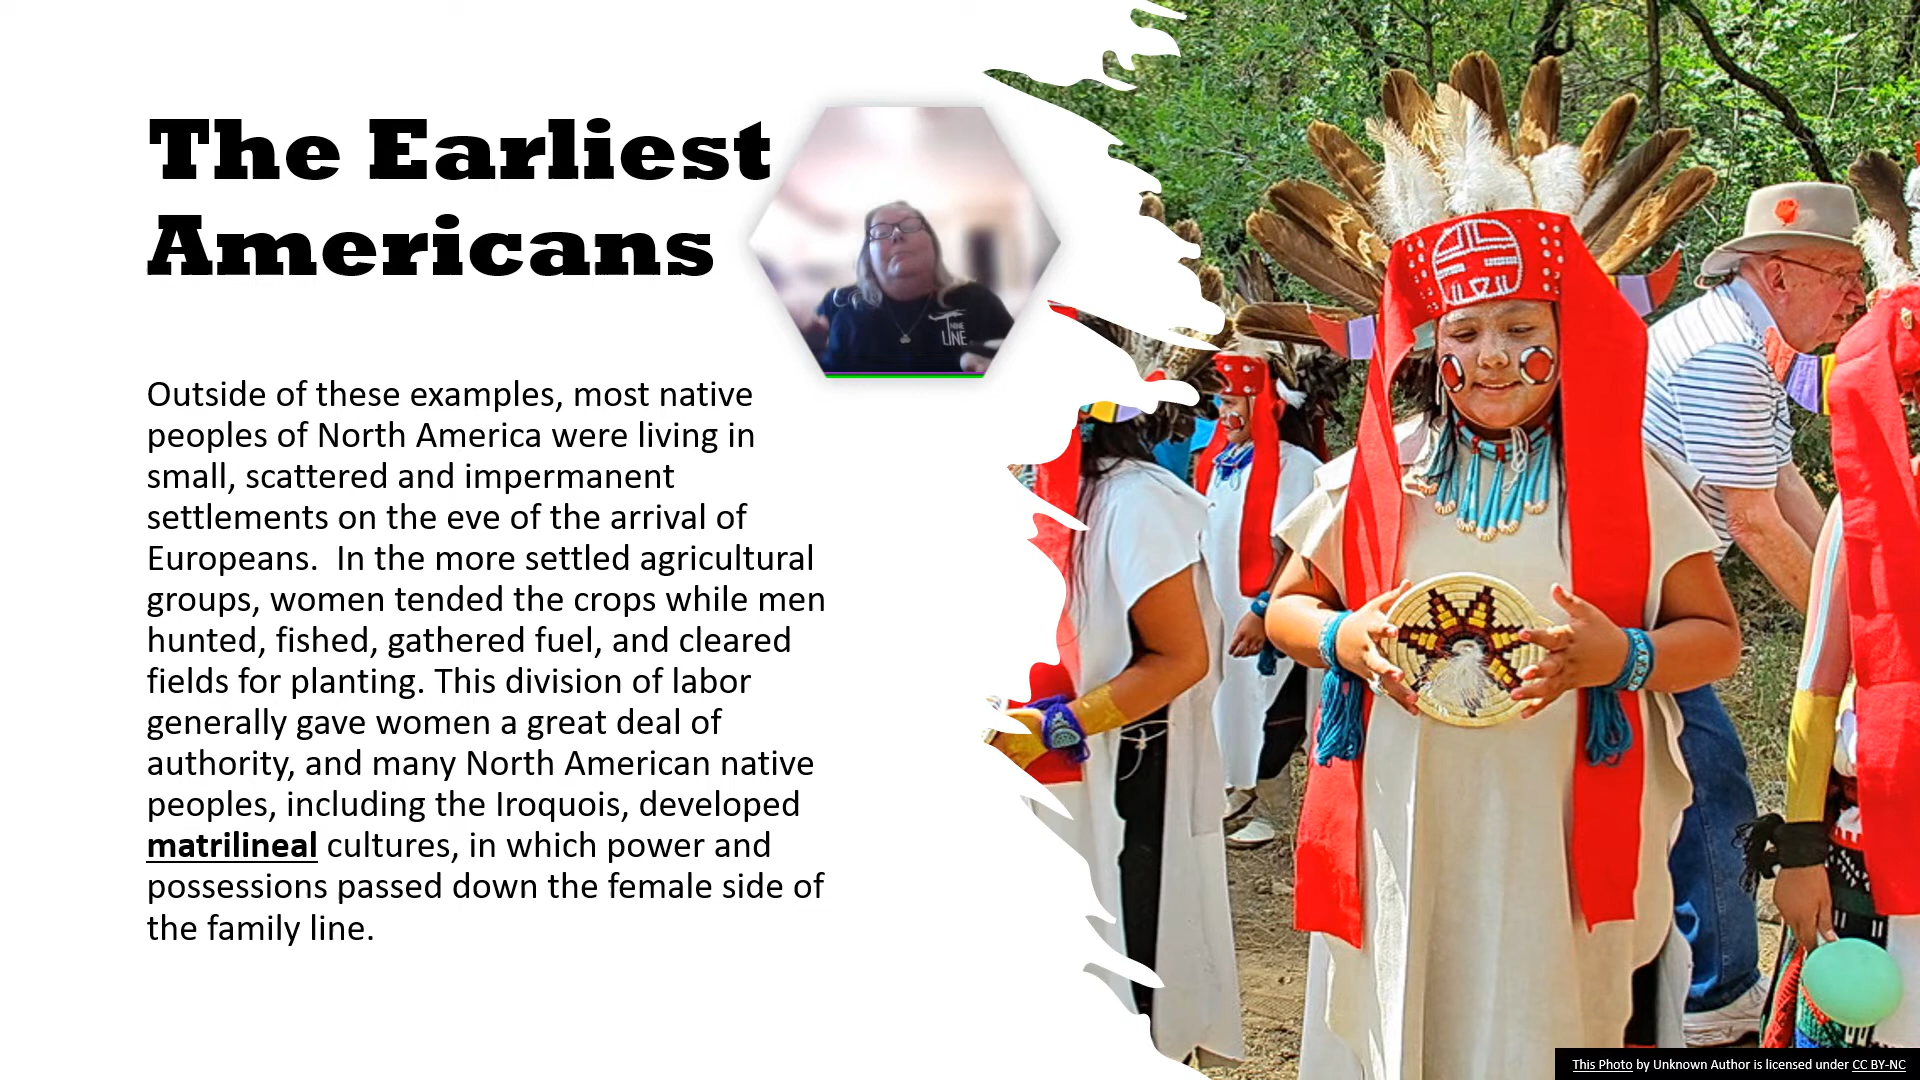 The Earliest
Americans
NINE
LINE
Outside of these examples, most native
peoples of North America were living in
small, scattered and impermanent
settlements on the eve of the arrival of
Europeans.  In the more settled agricultural
groups, women tended the crops while men
hunted, fished, gathered fuel, and cleared
fields for planting. This division of labor
generally gave women a great deal of
authority, and many North American native
peoples, including the Iroquois, developed
matrilineal cultures, in which power and
possessions passed down the female side of
the family line.
This Photo by Unknown Author is licensed under CC BY-NC